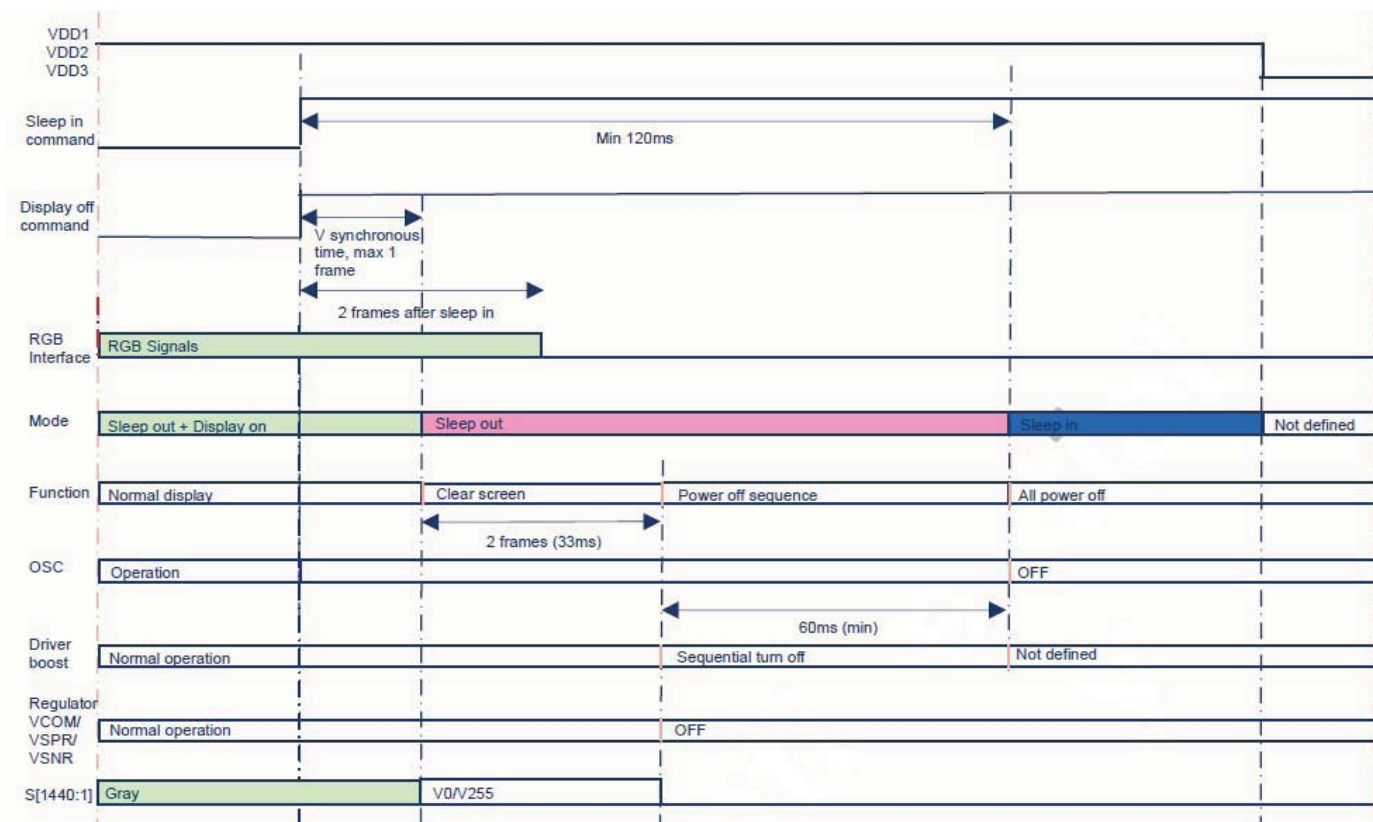 VDD1
VDD2
VDD3
Sleep in
command
Min 120ms
Display off
command
V synchronous
time, max 1
frame
2 frames after sleep in
RGB
Interface
RGB Signals
Mode
Sleep out + Display on
Sleep out
Sleep in
Not defined
Function
Normal display
Clear screen
Power off sequence
All power off
2 frames (33ms)
OSC
Operation
OFF
60ms (min)
Driver
boost
Normal operation
Sequential turn off
Not defined
Regulator
VCOM/
VSPR/
VSNR
Normal operation
OFF
S[1440:1]
Gray
V0/V255